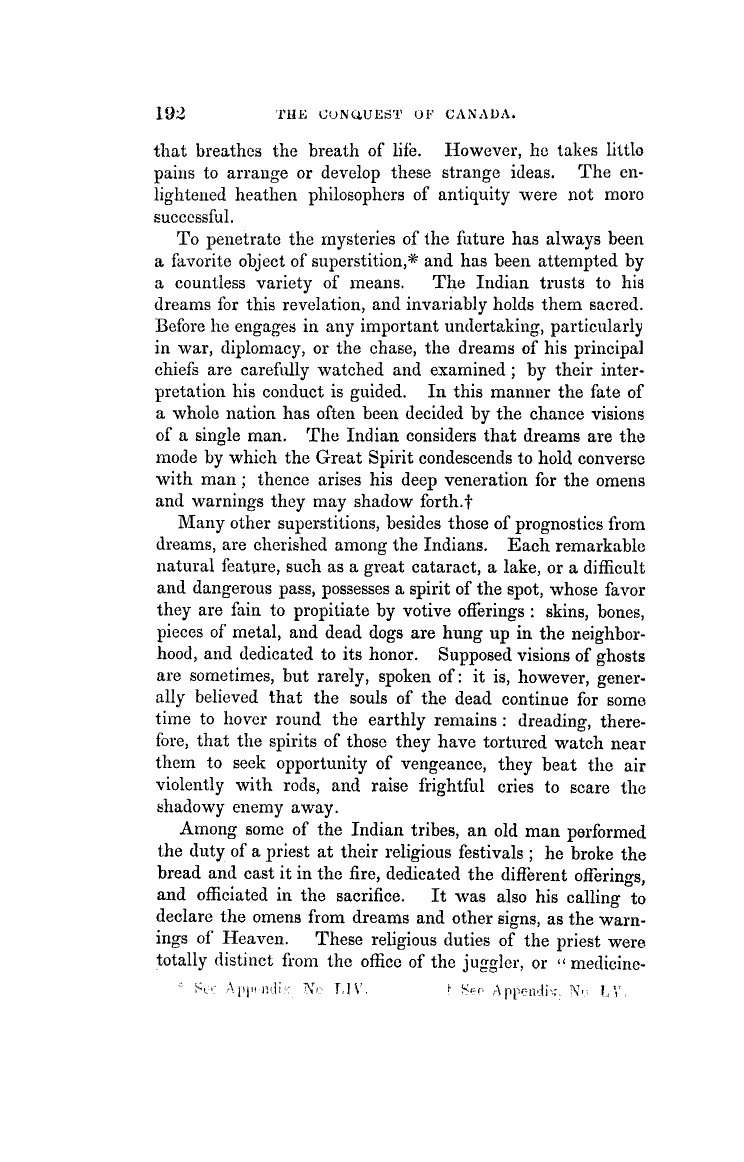 192 THE CONQUEST OF CANADA.
that breathes the breath of life. However, he takes little
pains to arrange or develop these strange ideas. The en-
lightened heathen philosophers of antiquity were not more
successful.
To penetrate the mysteries of the future has always been
a favorite object of superstition,* and has been attempted by
a countless variety of means. The Indian trusts to his
dreams for this revelation, and invariably holds them sacred.
Before he engages in any important undertaking, particularly
in war, diplomacy, or the chase, the dreams of his principal
chiefs are carefully watched and examined ; by their inter-
pretation his conduct is guided. In this manner the fate of
a whole nation has often been decided by the chance visions
of a single man. The Indian considers that dreams are the
mode by which the Great Spirit condescends to hold converse
with man ; thence arises his deep veneration for the omens
and warnings they may shadow forth.†
Many other superstitions, besides those of prognostics from
dreams, are cherished among the Indians. Each remarkable
natural feature, such as a great cataract, a lake, or a difficult
and dangerous pass, possesses a spirit of the spot, whose favor
they are fain to propitiate by votive offerings : skins, bones,
pieces of metal, and dead dogs are hung up in the neighbor-
hood, and dedicated to its honor. Supposed visions of ghosts
are sometimes, but rarely, spoken of : it is, however, gener-
ally believed that the souls of the dead continue for some
time to hover round the earthly remains : dreading, there-
fore, that the spirits of those they have tortured watch near
them to seek opportunity of vengeance, they beat the air
violently with rods, and raise frightful cries to scare the
shadowy enemy away.
Among some of the Indian tribes, an old man performed
the duty of a priest at their religious festivals ; he broke the
bread and cast it in the fire, dedicated the different offerings,
and officiated in the sacrifice. It was also his calling to
declare the omens from dreams and other signs, as the warn-
ings of Heaven. These religious duties of the priest were
totally distinct from the office of the juggler, or “ medicine-
* See Appendix, No. LIV. † See Appendix, No. LV.